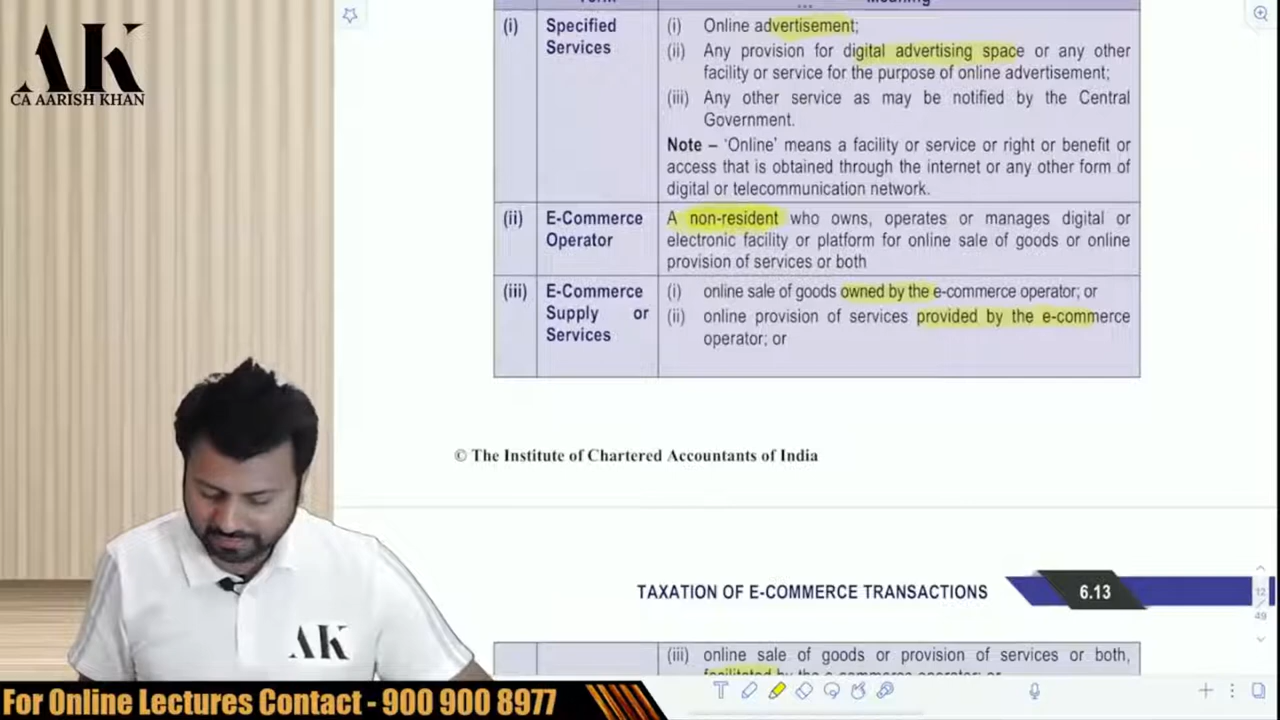 AK
CA AARISH KHAN
(i) Specified Services
(i) Online advertisement;
(ii) Any provision for digital advertising space or any other
facility or service for the purpose of online advertisement;
(iii) Any other service as may be notified by the Central
Government.
Note – 'Online' means a facility or service or right or benefit or
access that is obtained through the internet or any other form of
digital or telecommunication network.
(ii) E-Commerce Operator
A non-resident who owns, operates or manages digital or
electronic facility or platform for online sale of goods or online
provision of services or both
(iii) E-Commerce Supply or Services
(i) online sale of goods owned by the e-commerce operator; or
(ii) online provision of services provided by the e-commerce
operator; or
© The Institute of Chartered Accountants of India
TAXATION OF E-COMMERCE TRANSACTIONS 6.13
12
49
(iii) online sale of goods or provision of services or both,
facilitated by the e-commerce operator; or
AK
For Online Lectures Contact - 900 900 8977